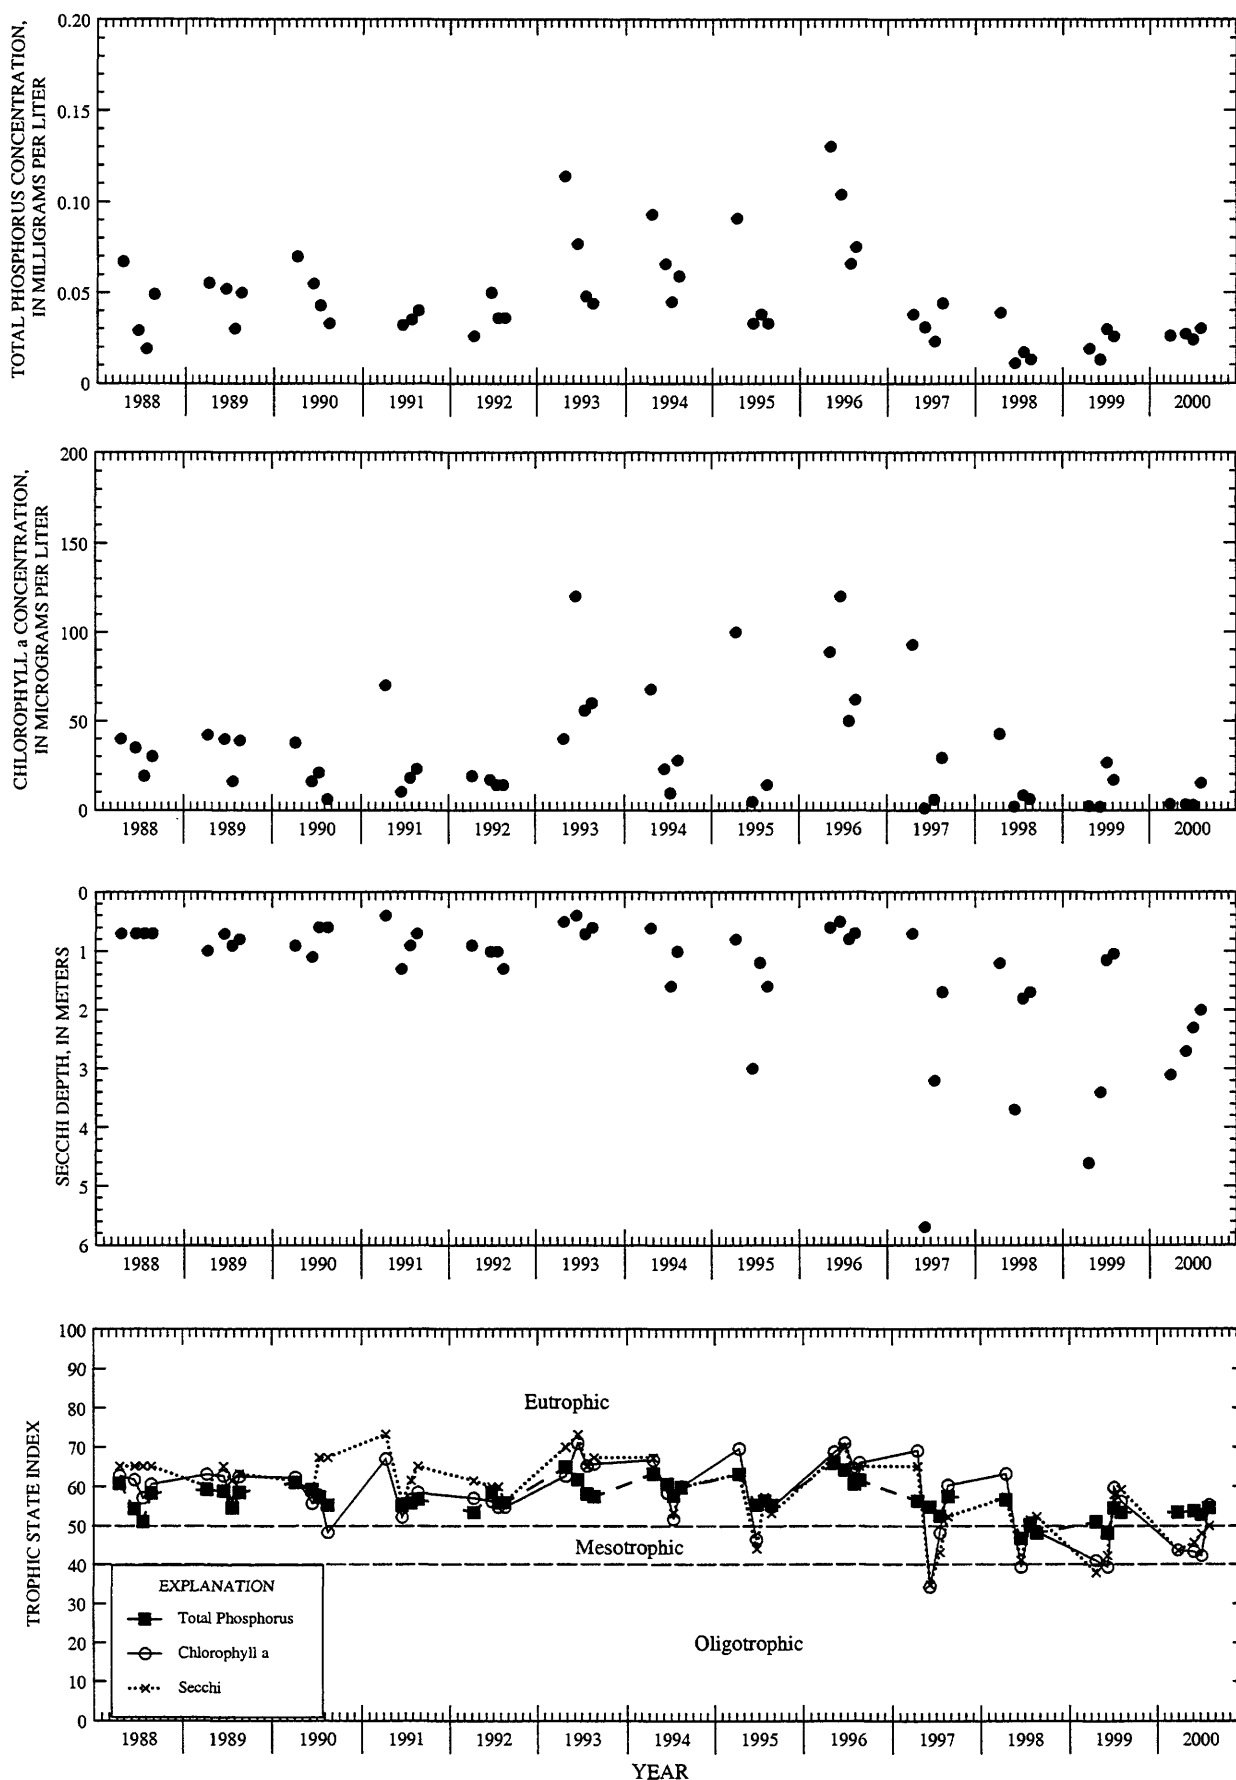 TOTAL PHOSPHORUS CONCENTRATION,
IN MILLIGRAMS PER LITER
0.20
0.15
0.10
0.05
0
1988 1989 1990 1991 1992 1993 1994 1995 1996 1997 1998 1999 2000
CHLOROPHYLL a CONCENTRATION,
IN MICROGRAMS PER LITER
200
150
100
50
0
1988 1989 1990 1991 1992 1993 1994 1995 1996 1997 1998 1999 2000
SECCHI DEPTH, IN METERS
0
1
2
3
4
5
6
1988 1989 1990 1991 1992 1993 1994 1995 1996 1997 1998 1999 2000
TROPHIC STATE INDEX
100
90
80
70
60
50
40
30
20
10
0
Eutrophic
Mesotrophic
Oligotrophic
EXPLANATION
Total Phosphorus
Chlorophyll a
Secchi
1988 1989 1990 1991 1992 1993 1994 1995 1996 1997 1998 1999 2000
YEAR